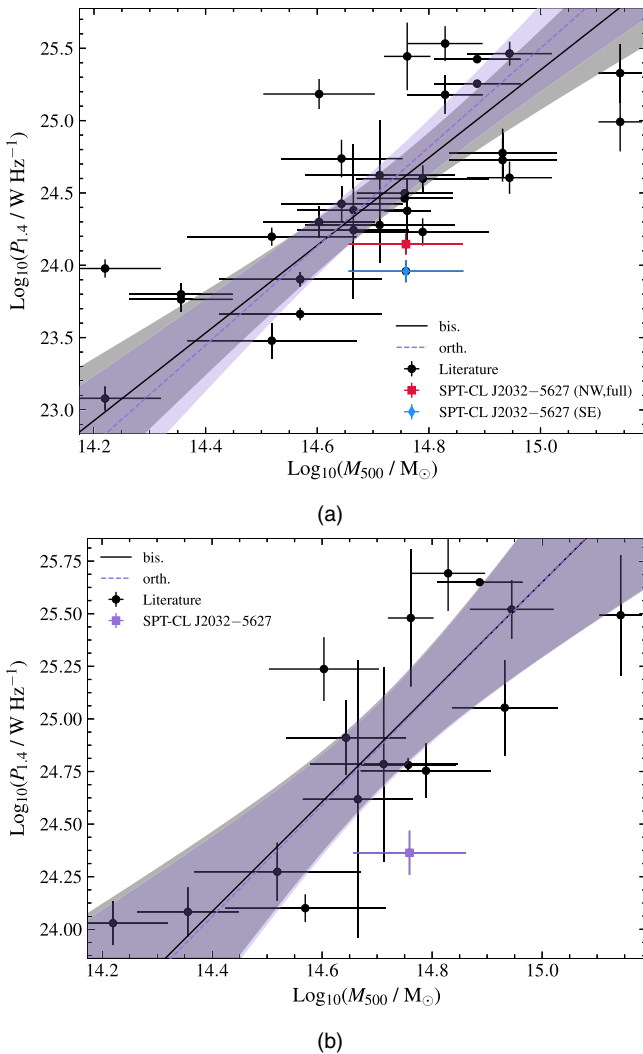 25.5
25.0
24.5
24.0
23.5
23.0
Log10(P1.4 / W Hz−1)
bis.
orth.
Literature
SPT-CL J2032−5627 (NW,full)
SPT-CL J2032−5627 (SE)
14.2 14.4 14.6 14.8 15.0
Log10(M500 / M⊙)
(a)
bis.
orth.
Literature
SPT-CL J2032−5627
25.75
25.50
25.25
25.00
24.75
24.50
24.25
24.00
Log10(P1.4 / W Hz−1)
14.2 14.4 14.6 14.8 15.0
Log10(M500 / M⊙)
(b)